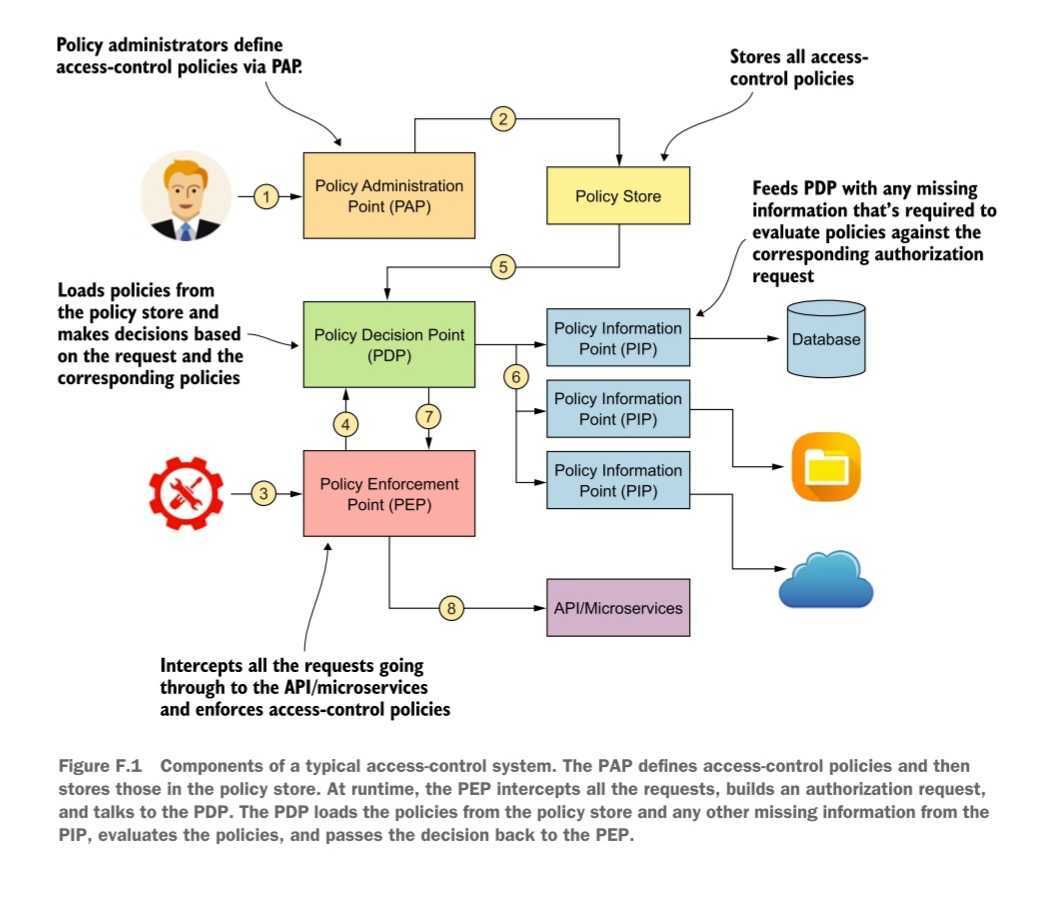 Policy administrators define
access-control policies via PAP.
Stores all access-
control policies
2
1
Policy Administration
Point (PAP)
Policy Store
Feeds PDP with any missing
information that's required to
evaluate policies against the
corresponding authorization
request
5
Loads policies from
the policy store and
makes decisions based
on the request and the
corresponding policies
Policy Decision Point
(PDP)
Policy Information
Point (PIP)
Database
6
Policy Information
Point (PIP)
4
7
Policy Information
Point (PIP)
3
Policy Enforcement
Point (PEP)
8
API/Microservices
Intercepts all the requests going
through to the API/microservices
and enforces access-control policies
Figure F.1 Components of a typical access-control system. The PAP defines access-control policies and then
stores those in the policy store. At runtime, the PEP intercepts all the requests, builds an authorization request,
and talks to the PDP. The PDP loads the policies from the policy store and any other missing information from the
PIP, evaluates the policies, and passes the decision back to the PEP.